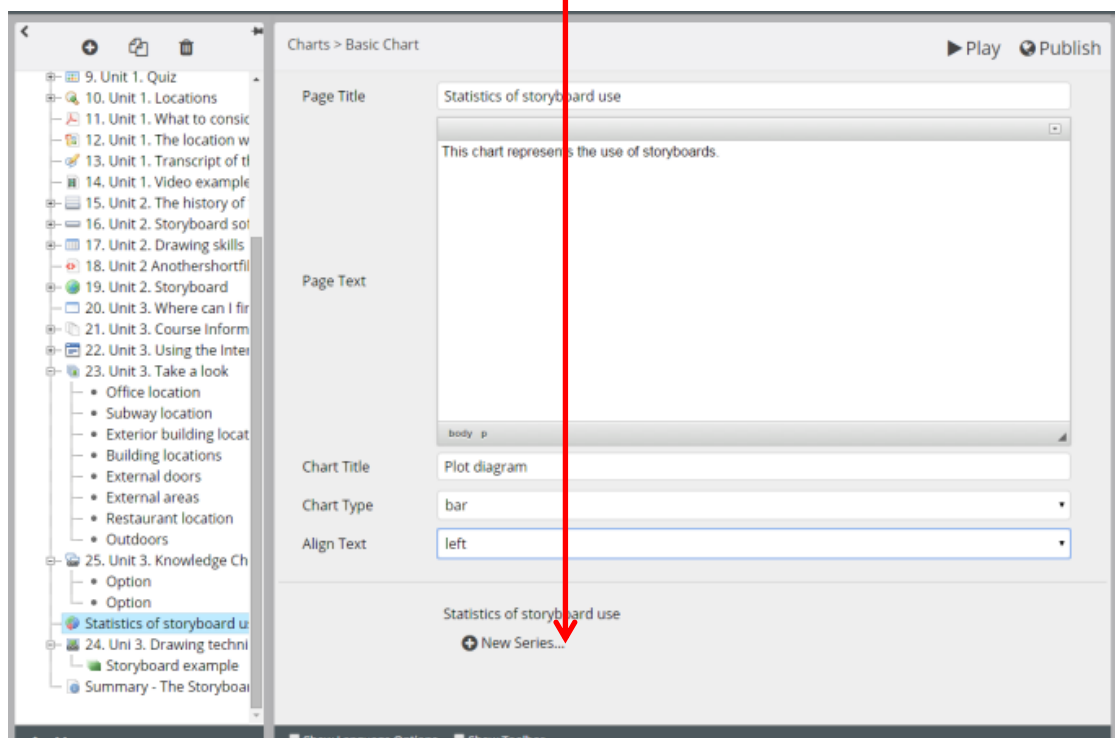 9. Unit 1. Quiz
10. Unit 1. Locations
11. Unit 1. What to consic
12. Unit 1. The location w
13. Unit 1. Transcript of tl
14. Unit 1. Video example
15. Unit 2. The history of
16. Unit 2. Storyboard sof
17. Unit 2. Drawing skills
18. Unit 2 Anothershortfil
19. Unit 2. Storyboard
20. Unit 3. Where can I fir
21. Unit 3. Course Inform
22. Unit 3. Using the Inter
23. Unit 3. Take a look
Office location
Subway location
Exterior building locat
Building locations
External doors
External areas
Restaurant location
Outdoors
25. Unit 3. Knowledge Ch
Option
Option
Statistics of storyboard u
24. Uni 3. Drawing techni
Storyboard example
Summary - The Storyboar
Charts > Basic Chart
Play Publish
Page Title Statistics of storyboard use
This chart represents the use of storyboards.
Page Text
body p
Chart Title Plot diagram
Chart Type bar
Align Text left
Statistics of storyboard use
New Series...